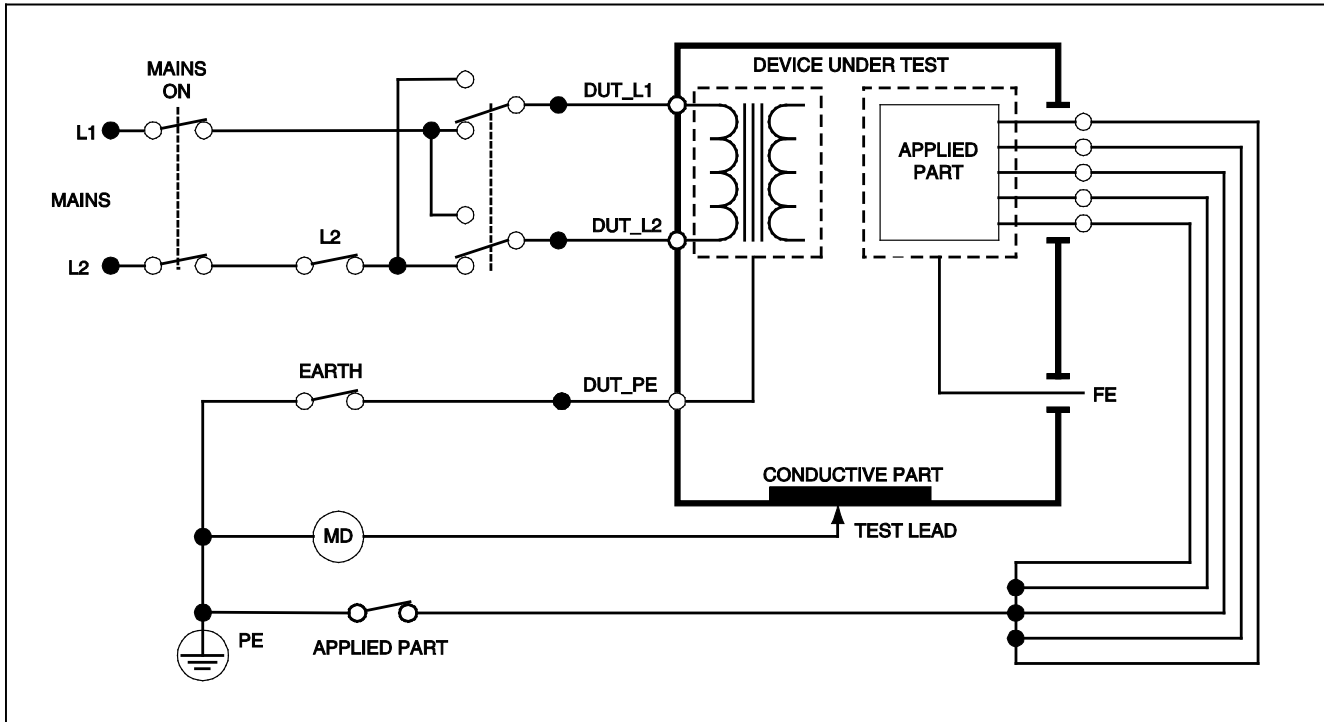 MAINS
ON
L1
MAINS
L2
L2
DUT_L1
DUT_L2
DEVICE UNDER TEST
APPLIED
PART
EARTH
DUT_PE
FE
CONDUCTIVE PART
MD
TEST LEAD
PE
APPLIED PART